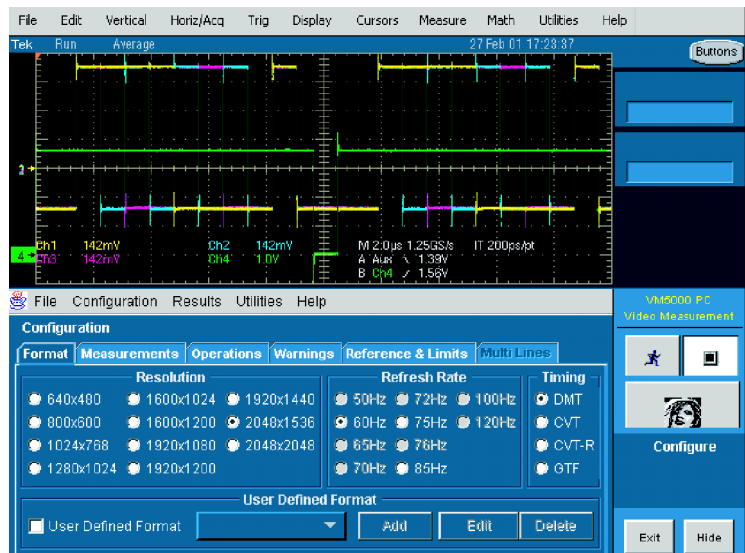 File Edit Vertical Horiz/Acq Trig Display Cursors Measure Math Utilities Help
Tek Run Average 27 Feb 01 17:23:37
Buttons
Ch1 142mV Ch2 142mV M 2.0µs 1.25GS/s IT 200ps/pt
Ch3 142mV Ch4 1.0V A Aux \ 1.39V
B Ch4 / 1.56V
File Configuration Results Utilities Help
VM5000 PC
Video Measurement
Configuration
Format Measurements Operations Warnings Reference & Limits Multi Lines
Resolution Refresh Rate Timing
640x480 1600x1024 1920x1440 50Hz 72Hz 100Hz DMT
800x600 1600x1200 2048x1536 60Hz 75Hz 120Hz CVT
1024x768 1920x1080 2048x2048 65Hz 76Hz CVT-R
1280x1024 1920x1200 70Hz 85Hz GTF
Configure
User Defined Format
User Defined Format Add Edit Delete
Exit Hide